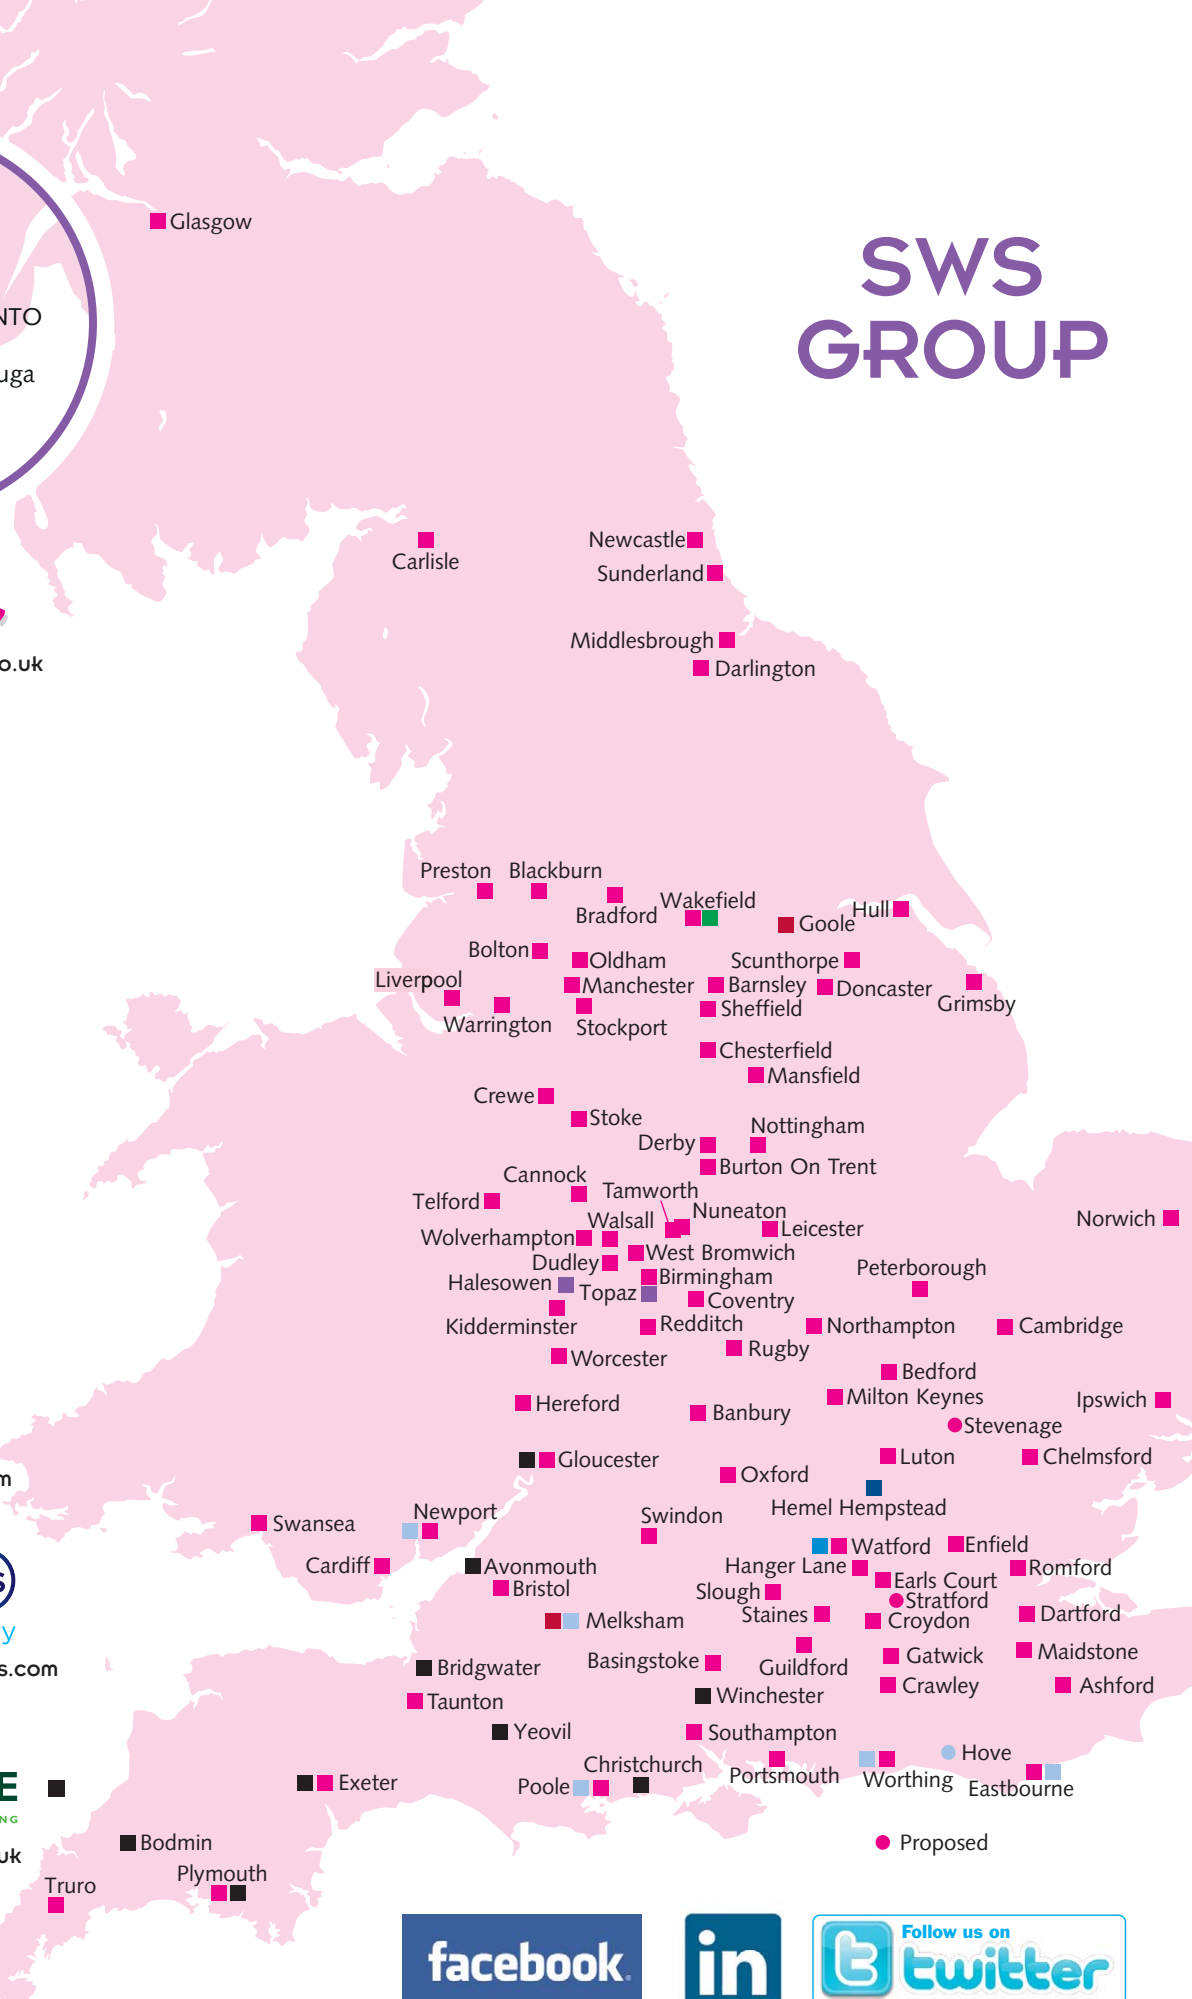 Glasgow
SWS
GROUP
NTO
uga
Newcastle
Carlisle
Sunderland
o.uk
Middlesbrough
Darlington
Preston
Blackburn
Wakefield
Bradford
Hull
Goole
Bolton
Oldham
Scunthorpe
Liverpool
Manchester
Barnsley
Doncaster
Grimsby
Sheffield
Warrington
Stockport
Chesterfield
Mansfield
Crewe
Stoke
Nottingham
Derby
Burton On Trent
Cannock
Tamworth
Telford
Nuneaton
Walsall
Norwich
Leicester
Wolverhampton
West Bromwich
Dudley
Peterborough
Birmingham
Halesowen
Topaz
Coventry
Kidderminster
Redditch
Northampton
Cambridge
Rugby
Worcester
Bedford
Milton Keynes
Ipswich
Hereford
Banbury
Stevenage
Gloucester
Luton
Chelmsford
Oxford
m
Hemel Hempstead
Newport
Swindon
Swansea
Watford
Enfield
Cardiff
Avonmouth
Hanger Lane
Romford
Earls Court
Bristol
Slough
Stratford
s
Staines
Dartford
Melksham
Croydon
y
Maidstone
Gatwick
Basingstoke
Guildford
s.com
Bridgwater
Crawley
Ashford
Winchester
Taunton
Yeovil
Southampton
Hove
Christchurch
Portsmouth
Worthing
Exeter
Poole
Eastbourne
E
NG
Bodmin
Proposed
uk
Plymouth
Truro
facebook
in
Follow us on
t
twitter